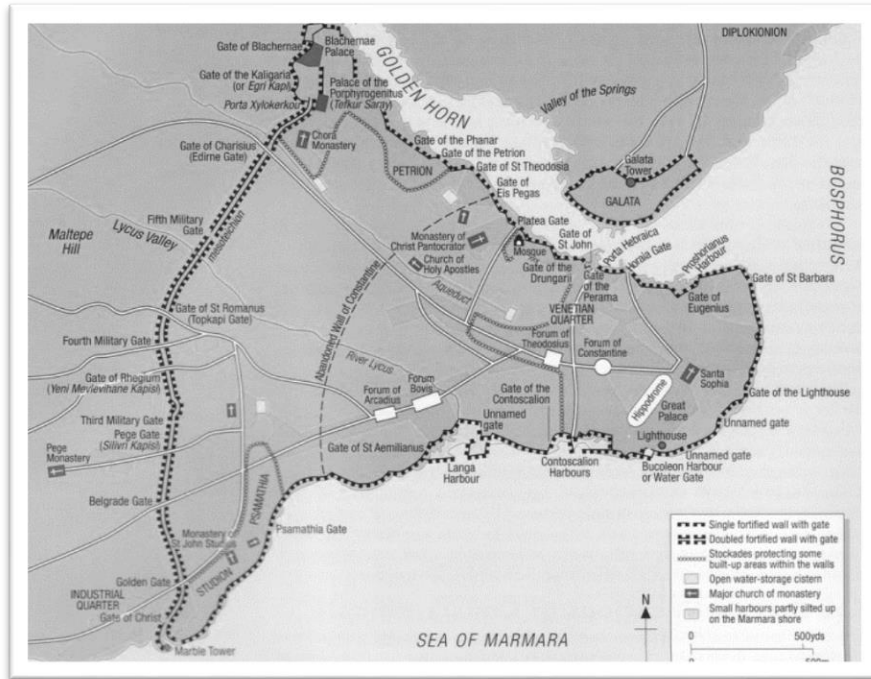 DIPLOKIONION
Gate of Blachernae
Blachernae
Palace
GOLDEN HORN
Gate of the Kaligaria
(or Egri Kapi)
Palace of the
Porphyrogenitus
(Tefkur Saray)
Porta Xylokerkou
Valley of the Springs
Gate of Charisius
(Edirne Gate)
Chora
Monastery
Gate of the Phanar
Gate of the Petrion
Gate of St Theodosia
PETRION
Gate of
Eis Pegas
Galata
Tower
GALATA
BOSPHORUS
Fifth Military
Gate
mesoteichion
Lycus Valley
Maltepe
Hill
Platea Gate
Monastery of
Christ Pantocrator
Mosque
Gate of
St John
Porta Hebraica
Horaia Gate
Prosphorianus
Harbour
Gate of St Barbara
Church of
Holy Apostles
Gate of the
Drungarii
Gate
of the
Perama
Gate of
Eugenius
Aqueduct
Abandoned Wall of Constantine
VENETIAN
QUARTER
Gate of St Romanus
(Topkapi Gate)
Forum of
Theodosius
Forum of
Constantine
Fourth Military Gate
River Lycus
Santa
Sophia
Gate of Rhegium
(Yeni Mevlevihane Kapisi)
Forum of
Arcadius
Forum
Bovis
Gate of the
Contoscalion
Hippodrome
Great
Palace
Gate of the Lighthouse
Third Military Gate
Unnamed
gate
Unnamed gate
Pege Gate
(Silivri Kapisi)
Pege
Monastery
Gate of St Aemilianus
Lighthouse
Langa
Harbour
Contoscalion
Harbours
Unnamed gate
Bucoleon Harbour
or Water Gate
Belgrade Gate
PSAMATHIA
Psamathia Gate
Monastery of
St John Studius
STUDION
Golden Gate
INDUSTRIAL
QUARTER
Gate of Christ
Marble Tower
SEA OF MARMARA
Single fortified wall with gate
Doubled fortified wall with gate
Stockades protecting some
built-up areas within the walls
Open water-storage cistern
Major church of monastery
Small harbours partly silted up
on the Marmara shore
N
0
500yds
0